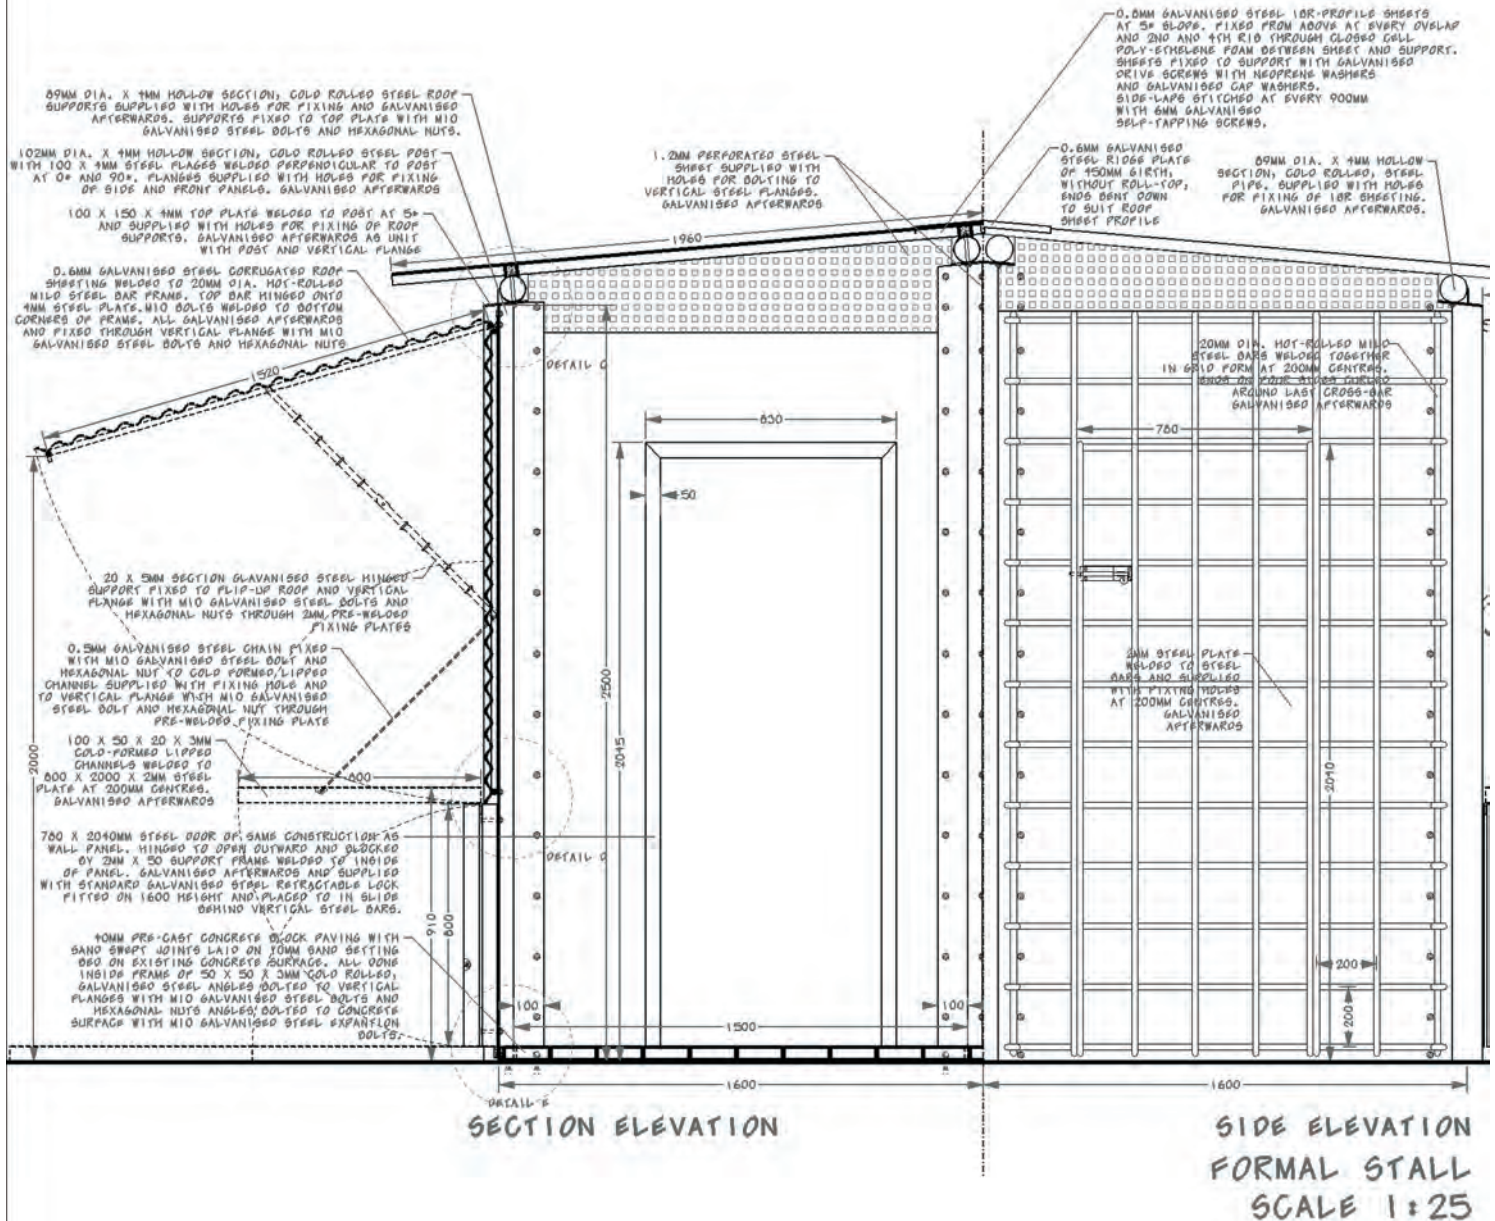 0.8MM GALVANISED STEEL IBR-PROFILE SHEETS
AT 5° SLOPE. FIXED FROM ABOVE AT EVERY OVELAP
AND 2ND AND 4TH RIB THROUGH CLOSED CELL
POLY-ETHELENE FOAM BETWEEN SHEET AND SUPPORT.
SHEETS FIXED TO SUPPORT WITH GALVANISED
DRIVE SCREWS WITH NEOPRENE WASHERS
AND GALVANISED CAP WASHERS.
SIDE-LAPS STITCHED AT EVERY 900MM
WITH 6MM GALVANISED
SELF-TAPPING SCREWS.
89MM DIA. X 4MM HOLLOW SECTION, COLD ROLLED STEEL ROOF
SUPPORTS SUPPLIED WITH HOLES FOR FIXING AND GALVANISED
AFTERWARDS. SUPPORTS FIXED TO TOP PLATE WITH M10
GALVANISED STEEL BOLTS AND HEXAGONAL NUTS.
102MM DIA. X 4MM HOLLOW SECTION, COLD ROLLED STEEL POST
WITH 100 X 4MM STEEL FLAGES WELDED PERPENDICULAR TO POST
AT 0° AND 90°. FLANGES SUPPLIED WITH HOLES FOR FIXING
OF SIDE AND FRONT PANELS. GALVANISED AFTERWARDS
100 X 150 X 4MM TOP PLATE WELDED TO POST AT 5°
AND SUPPLIED WITH HOLES FOR FIXING OF ROOF
SUPPORTS. GALVANISED AFTERWARDS AS UNIT
WITH POST AND VERTICAL FLANGE
0.6MM GALVANISED STEEL CORRUGATED ROOF
SHEETING WELDED TO 20MM DIA. HOT-ROLLED
MILD STEEL BAR FRAME. TOP BAR HINGED ONTO
4MM STEEL PLATE. M10 BOLTS WELDED TO BOTTOM
CORNERS OF FRAME. ALL GALVANISED AFTERWARDS
AND FIXED THROUGH VERTICAL FLANGE WITH M10
GALVANISED STEEL BOLTS AND HEXAGONAL NUTS
1.2MM PERFORATED STEEL
SHEET SUPPLIED WITH
HOLES FOR BOLTING TO
VERTICAL STEEL FLANGES.
GALVANISED AFTERWARDS
0.6MM GALVANISED
STEEL RIDGE PLATE
OF 450MM GIRTH,
WITHOUT ROLL-TOP,
ENDS BENT DOWN
TO SUIT ROOF
SHEET PROFILE
89MM DIA. X 4MM HOLLOW
SECTION, COLD ROLLED, STEEL
PIPE. SUPPLIED WITH HOLES
FOR FIXING OF IBR SHEETING.
GALVANISED AFTERWARDS.
1960
1520
DETAIL C
830
50
20MM DIA. HOT-ROLLED MILD
STEEL BARS WELDED TOGETHER
IN GRID FORM AT 200MM CENTRES.
ENDS ON FOUR SIDES CURLED
AROUND LAST CROSS-BAR
GALVANISED AFTERWARDS
780
20 X 5MM SECTION GLAVANISED STEEL HINGED
SUPPORT FIXED TO FLIP-UP ROOF AND VERTICAL
FLANGE WITH M10 GALVANISED STEEL BOLTS AND
HEXAGONAL NUTS THROUGH 2MM PRE-WELDED
FIXING PLATES
0.5MM GALVANISED STEEL CHAIN FIXED
WITH M10 GALVANISED STEEL BOLT AND
HEXAGONAL NUT TO COLD FORMED LIPPED
CHANNEL SUPPLIED WITH FIXING HOLE AND
TO VERTICAL FLANGE WITH M10 GALVANISED
STEEL BOLT AND HEXAGONAL NUT THROUGH
PRE-WELDED FIXING PLATE
2MM STEEL PLATE
WELDED TO STEEL
BARS AND SUPPLIED
WITH FIXING HOLES
AT 200MM CENTRES.
GALVANISED
AFTERWARDS
2500
2045
2040
2000
100 X 50 X 20 X 3MM
COLD-FORMED LIPPED
CHANNELS WELDED TO
800 X 2000 X 2MM STEEL
PLATE AT 200MM CENTRES.
GALVANISED AFTERWARDS
800
780 X 2040MM STEEL DOOR OF SAME CONSTRUCTION AS
WALL PANEL. HINGED TO OPEN OUTWARD AND BLOCKED
BY 2MM X 50 SUPPORT FRAME WELDED TO INSIDE
OF PANEL. GALVANISED AFTERWARDS AND SUPPLIED
WITH STANDARD GALVANISED STEEL RETRACTABLE LOCK
FITTED ON 1600 HEIGHT AND PLACED TO IN SLIDE
BEHIND VERTICAL STEEL BARS.
DETAIL D
910
800
40MM PRE-CAST CONCRETE BLOCK PAVING WITH
SAND SWEPT JOINTS LAID ON 40MM SAND SETTING
BED ON EXISTING CONCRETE SURFACE. ALL DONE
INSIDE FRAME OF 50 X 50 X 3MM COLD ROLLED,
GALVANISED STEEL ANGLES BOLTED TO VERTICAL
FLANGES WITH M10 GALVANISED STEEL BOLTS AND
HEXAGONAL NUTS ANGLES BOLTED TO CONCRETE
SURFACE WITH M10 GALVANISED STEEL EXPANTION
BOLTS.
100
1500
100
200
200
1600
1600
DETAIL E
SECTION ELEVATION
SIDE ELEVATION
FORMAL STALL
SCALE 1:25